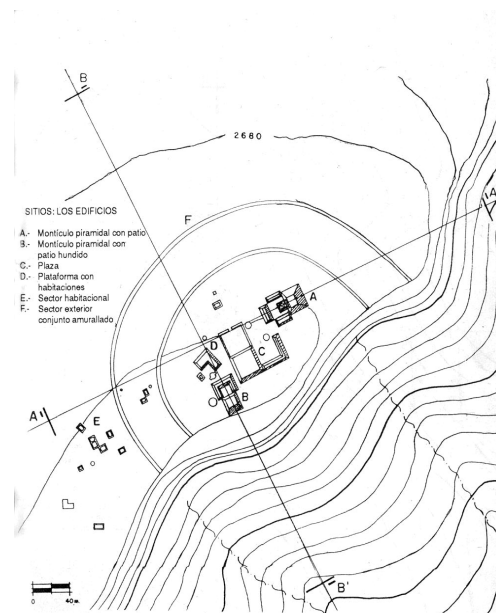 B
2680
'A
SITIOS: LOS EDIFICIOS
F
A.- Montículo piramidal con patio
B.- Montículo piramidal con
patio hundido
C.- Plaza
D.- Plataforma con
habitaciones
E.- Sector habitacional
F.- Sector exterior
conjunto amurallado
A
D
C
B
A'
E
B'
0 40 m.